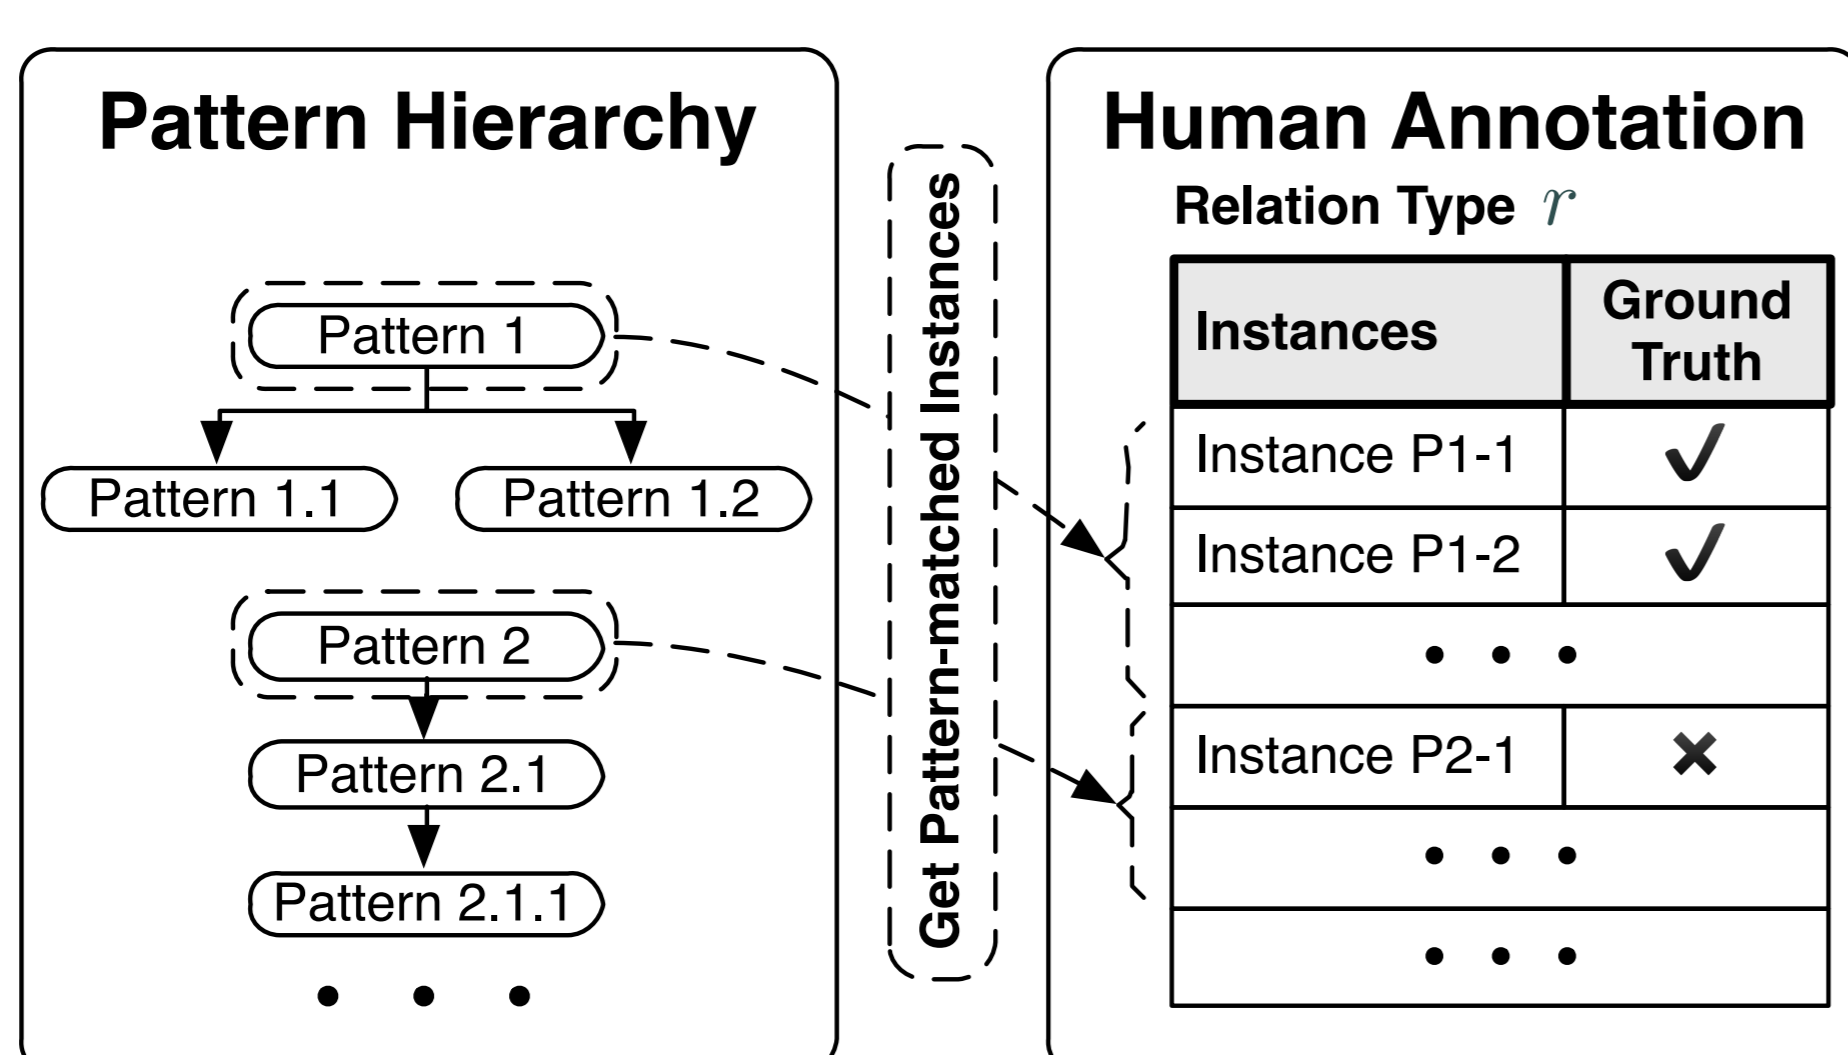 Pattern Hierarchy
Pattern 1
Pattern 1.1
Pattern 1.2
Pattern 2
Pattern 2.1
Pattern 2.1.1
• • •
Get Pattern-matched Instances
Human Annotation
Relation Type r
Instances
Ground
Truth
Instance P1-1 ✔
Instance P1-2 ✔
• • •
Instance P2-1 ✖
• • •
• • •